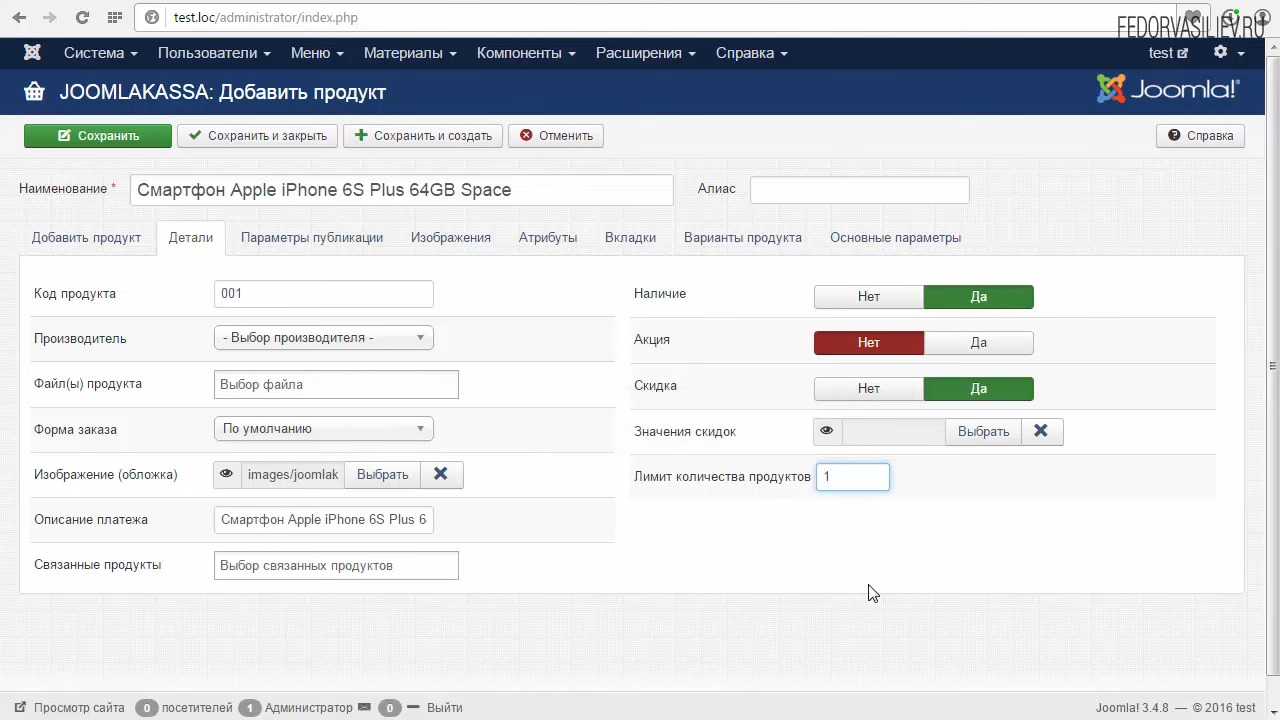 test.loc/administrator/index.php
FEDORVASILIEV.RU
Система Пользователи Меню Материалы Компоненты Расширения Справка test
JOOMLAKASSA: Добавить продукт
Joomla!
Сохранить Сохранить и закрыть Сохранить и создать Отменить Справка
Наименование * Смартфон Apple iPhone 6S Plus 64GB Space Алиас
Добавить продукт Детали Параметры публикации Изображения Атрибуты Вкладки Варианты продукта Основные параметры
Код продукта 001
Производитель - Выбор производителя -
Файл(ы) продукта Выбор файла
Форма заказа По умолчанию
Изображение (обложка) images/joomlak Выбрать
Описание платежа Смартфон Apple iPhone 6S Plus 6
Связанные продукты Выбор связанных продуктов
Наличие Нет Да
Акция Нет Да
Скидка Нет Да
Значения скидок Выбрать
Лимит количества продуктов 1
Просмотр сайта 0 посетителей 1 Администратор 0 Выйти
Joomla! 3.4.8 — © 2016 test